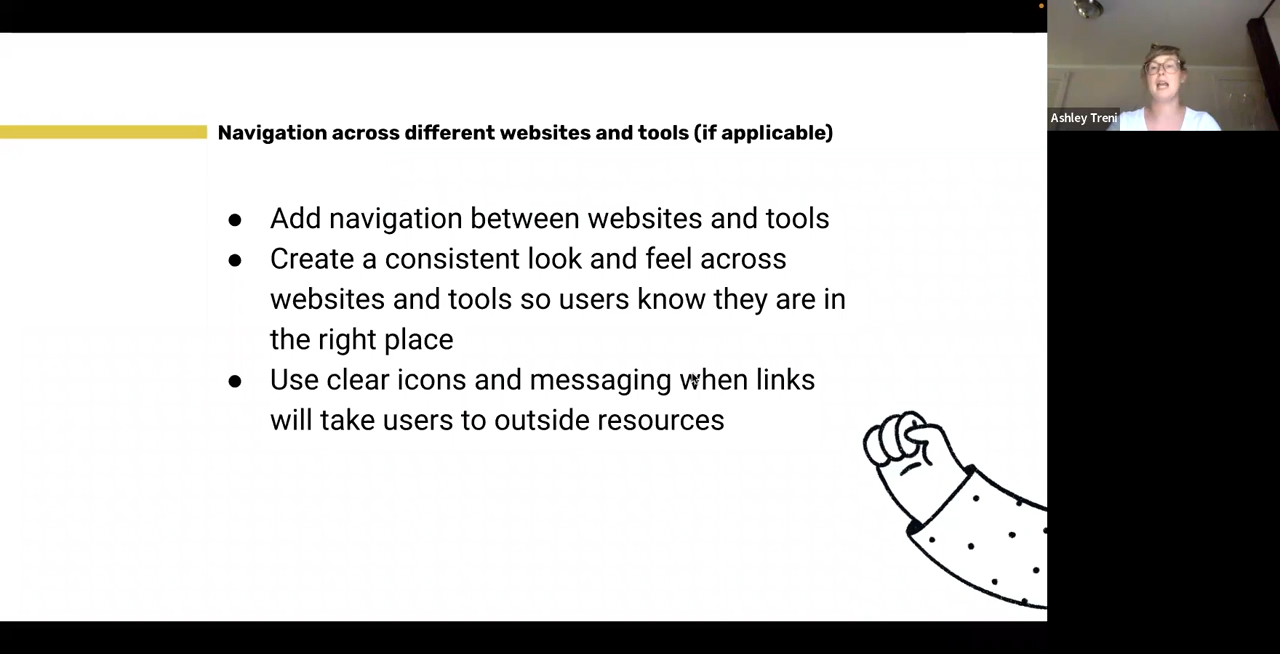 Navigation across different websites and tools (if applicable)
● Add navigation between websites and tools
● Create a consistent look and feel across
websites and tools so users know they are in
the right place
● Use clear icons and messaging when links
will take users to outside resources
Ashley Treni